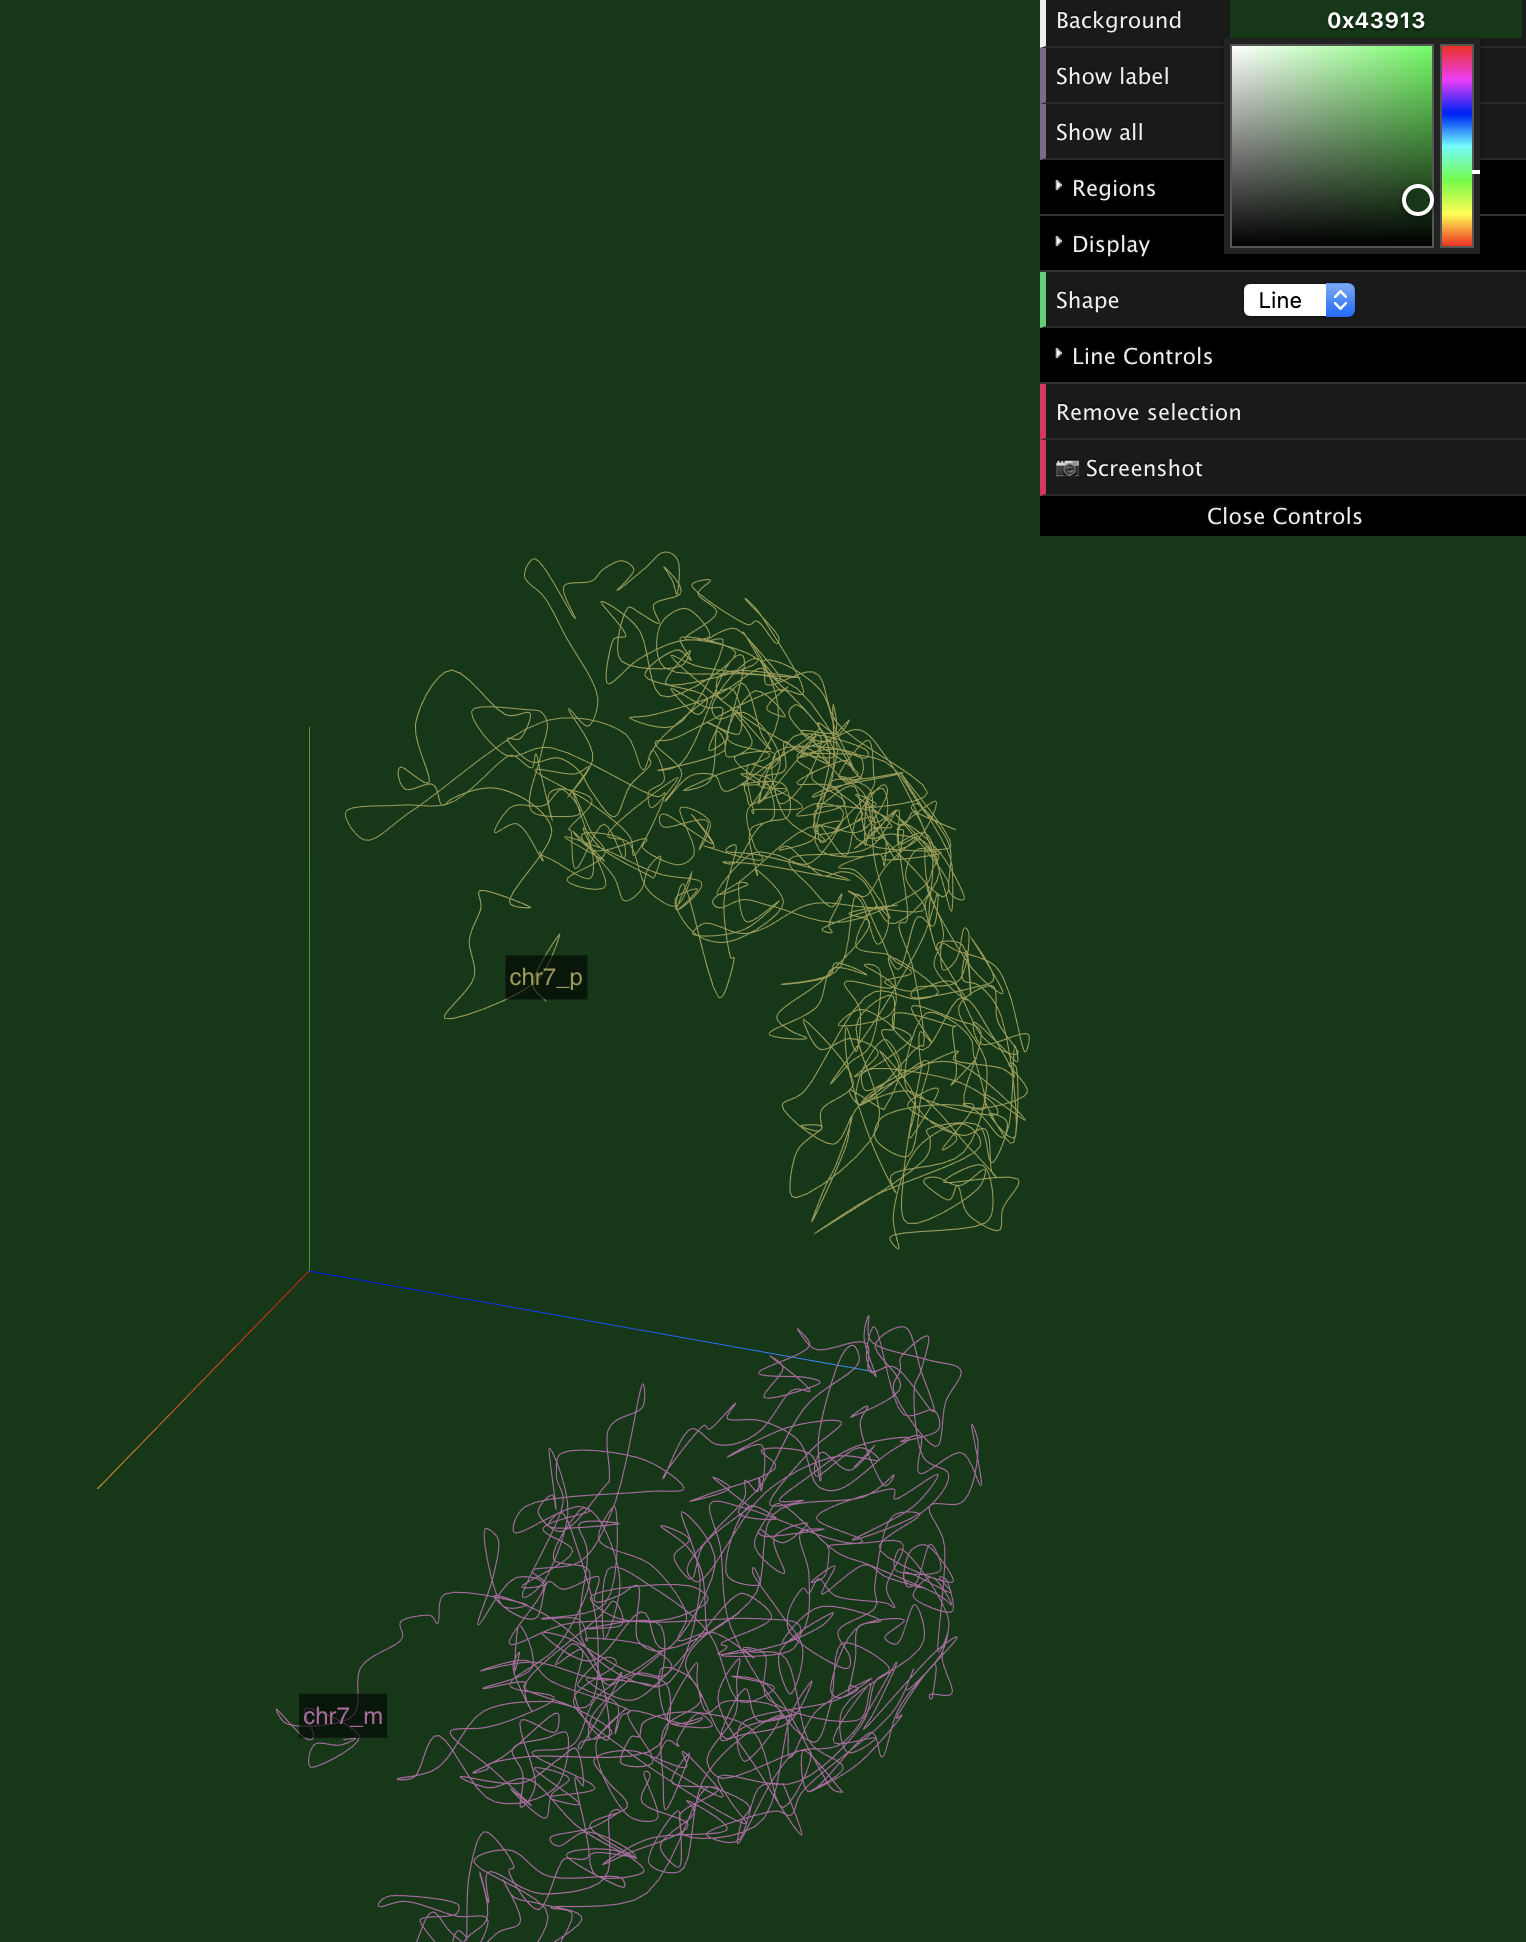 Background
0x43913
Show label
Show all
Regions
Display
Shape
Line
Line Controls
Remove selection
Screenshot
Close Controls
chr7_p
chr7_m